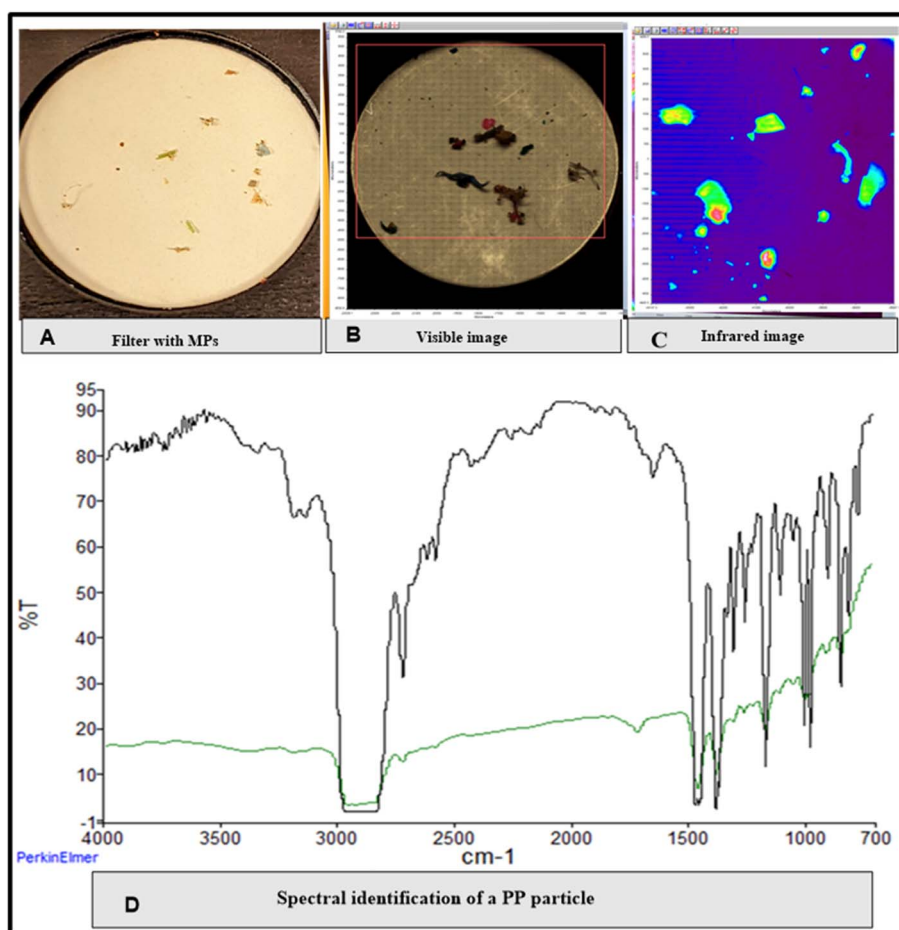 A
Filter with MPs
B
Visible image
C
Infrared image
95
90
80
70
60
50
40
30
20
10
-1
%T
4000 3500 3000 2500 2000 1500 1000 700
cm-1
PerkinElmer
D
Spectral identification of a PP particle